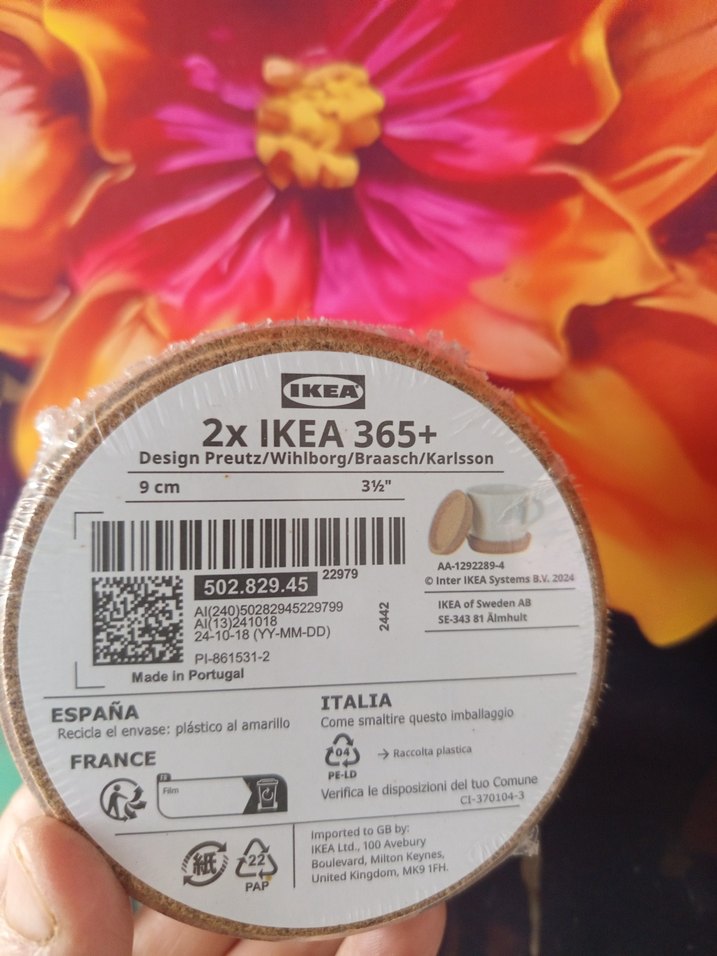 IKEA
2x IKEA 365+
Design Preutz/Wihlborg/Braasch/Karlsson
9 cm 3½"
502.829.45 22979
AI(240)50282945229799
AI(13)241018
24-10-18 (YY-MM-DD)
2442
PI-861531-2
Made in Portugal
AA-1292289-4
© Inter IKEA Systems B.V. 2024
IKEA of Sweden AB
SE-343 81 Älmhult
ESPAÑA
Recicla el envase: plástico al amarillo
FRANCE
FR
Film
ITALIA
Come smaltire questo imballaggio
04
PE-LD
→ Raccolta plastica
Verifica le disposizioni del tuo Comune
CI-370104-3
紙
22
PAP
Imported to GB by:
IKEA Ltd., 100 Avebury
Boulevard, Milton Keynes,
United Kingdom, MK9 1FH.